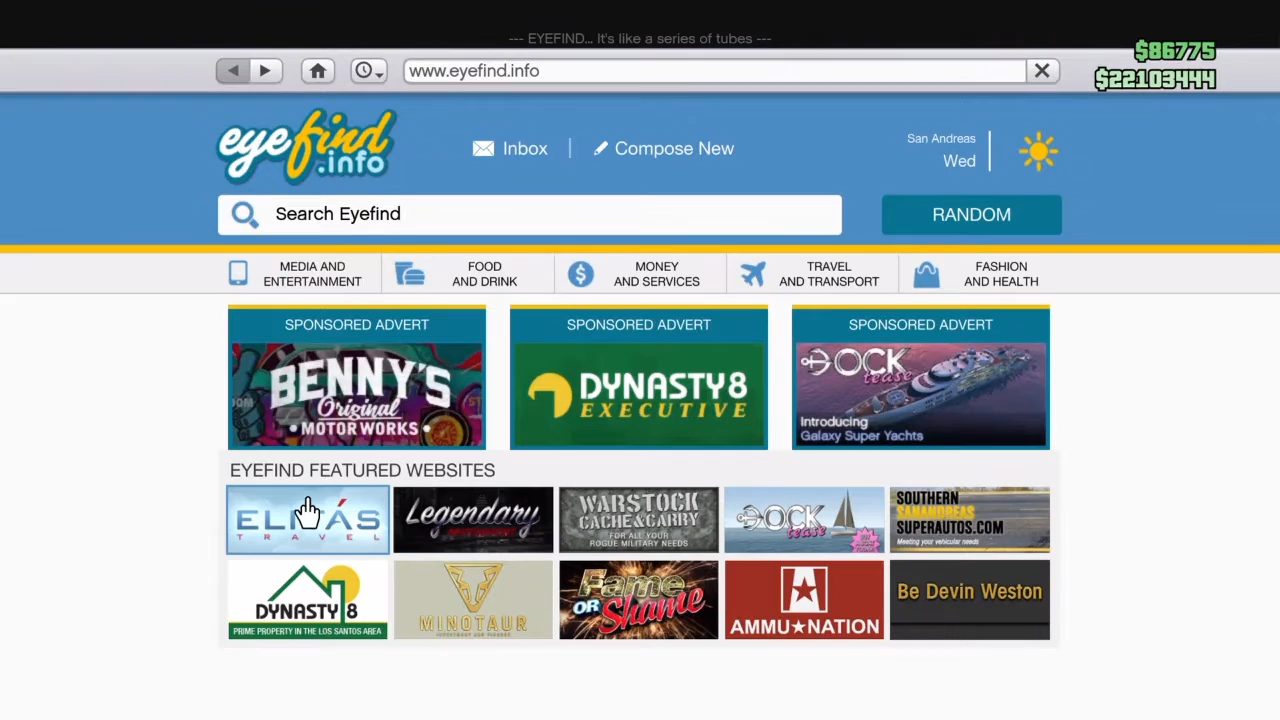 --- EYEFIND... It's like a series of tubes ---
$86775
www.eyefind.info
$22103444
eyefind
.info
Inbox
Compose New
San Andreas
Wed
Search Eyefind
RANDOM
MEDIA AND
ENTERTAINMENT
FOOD
AND DRINK
MONEY
AND SERVICES
TRAVEL
AND TRANSPORT
FASHION
AND HEALTH
SPONSORED ADVERT
SPONSORED ADVERT
SPONSORED ADVERT
BENNY'S
Original
MOTOR WORKS
DYNASTY 8
EXECUTIVE
DOCK
tease
Introducing
Galaxy Super Yachts
EYEFIND FEATURED WEBSITES
ELITÁS
TRAVEL
Legendary
WARSTOCK
CACHE&CARRY
FOR ALL YOUR
ROGUE MILITARY NEEDS
DOCK
tease
SOUTHERN
SANANDREAS
SUPERAUTOS.COM
Meeting your vehicular needs
DYNASTY 8
PRIME PROPERTY IN THE LOS SANTOS AREA
MINOTAUR
Fame
OR Shame
A
AMMU★NATION
Be Devin Weston